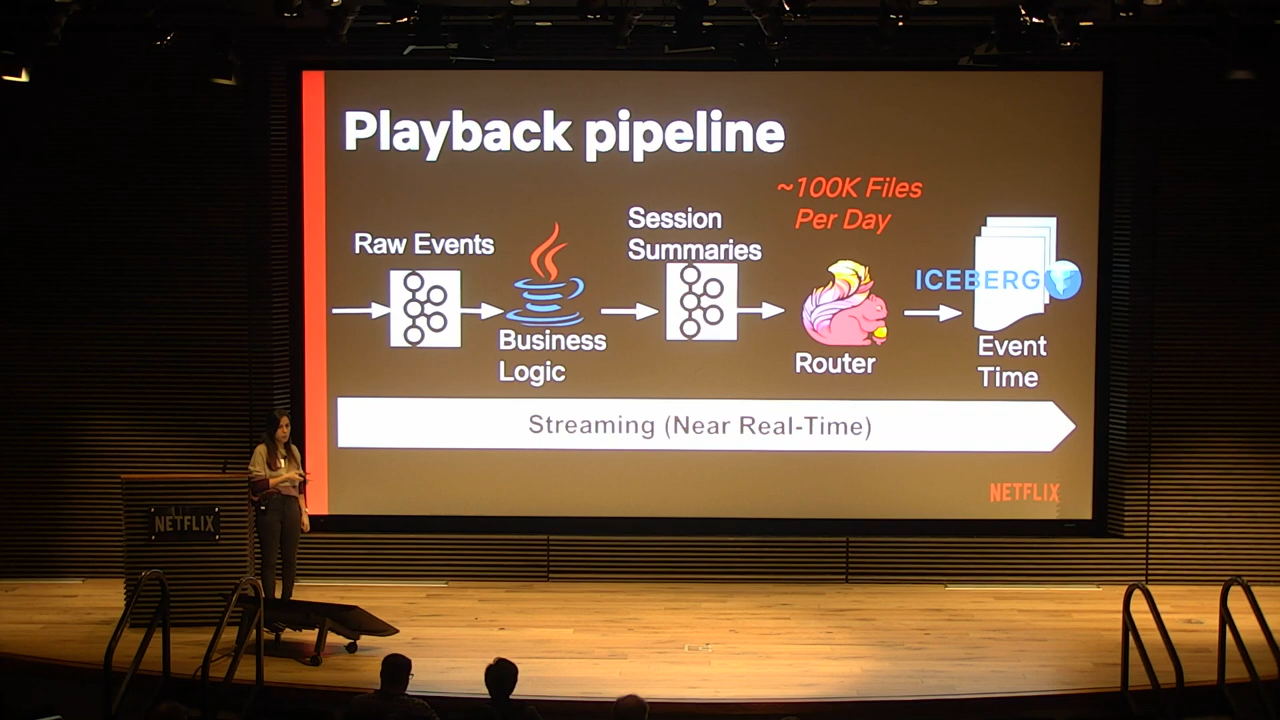 Playback pipeline
~100K Files
Per Day
Session
Summaries
Raw Events
ICEBERG
Business
Logic
Router
Event
Time
Streaming (Near Real-Time)
NETFLIX
NETFLIX